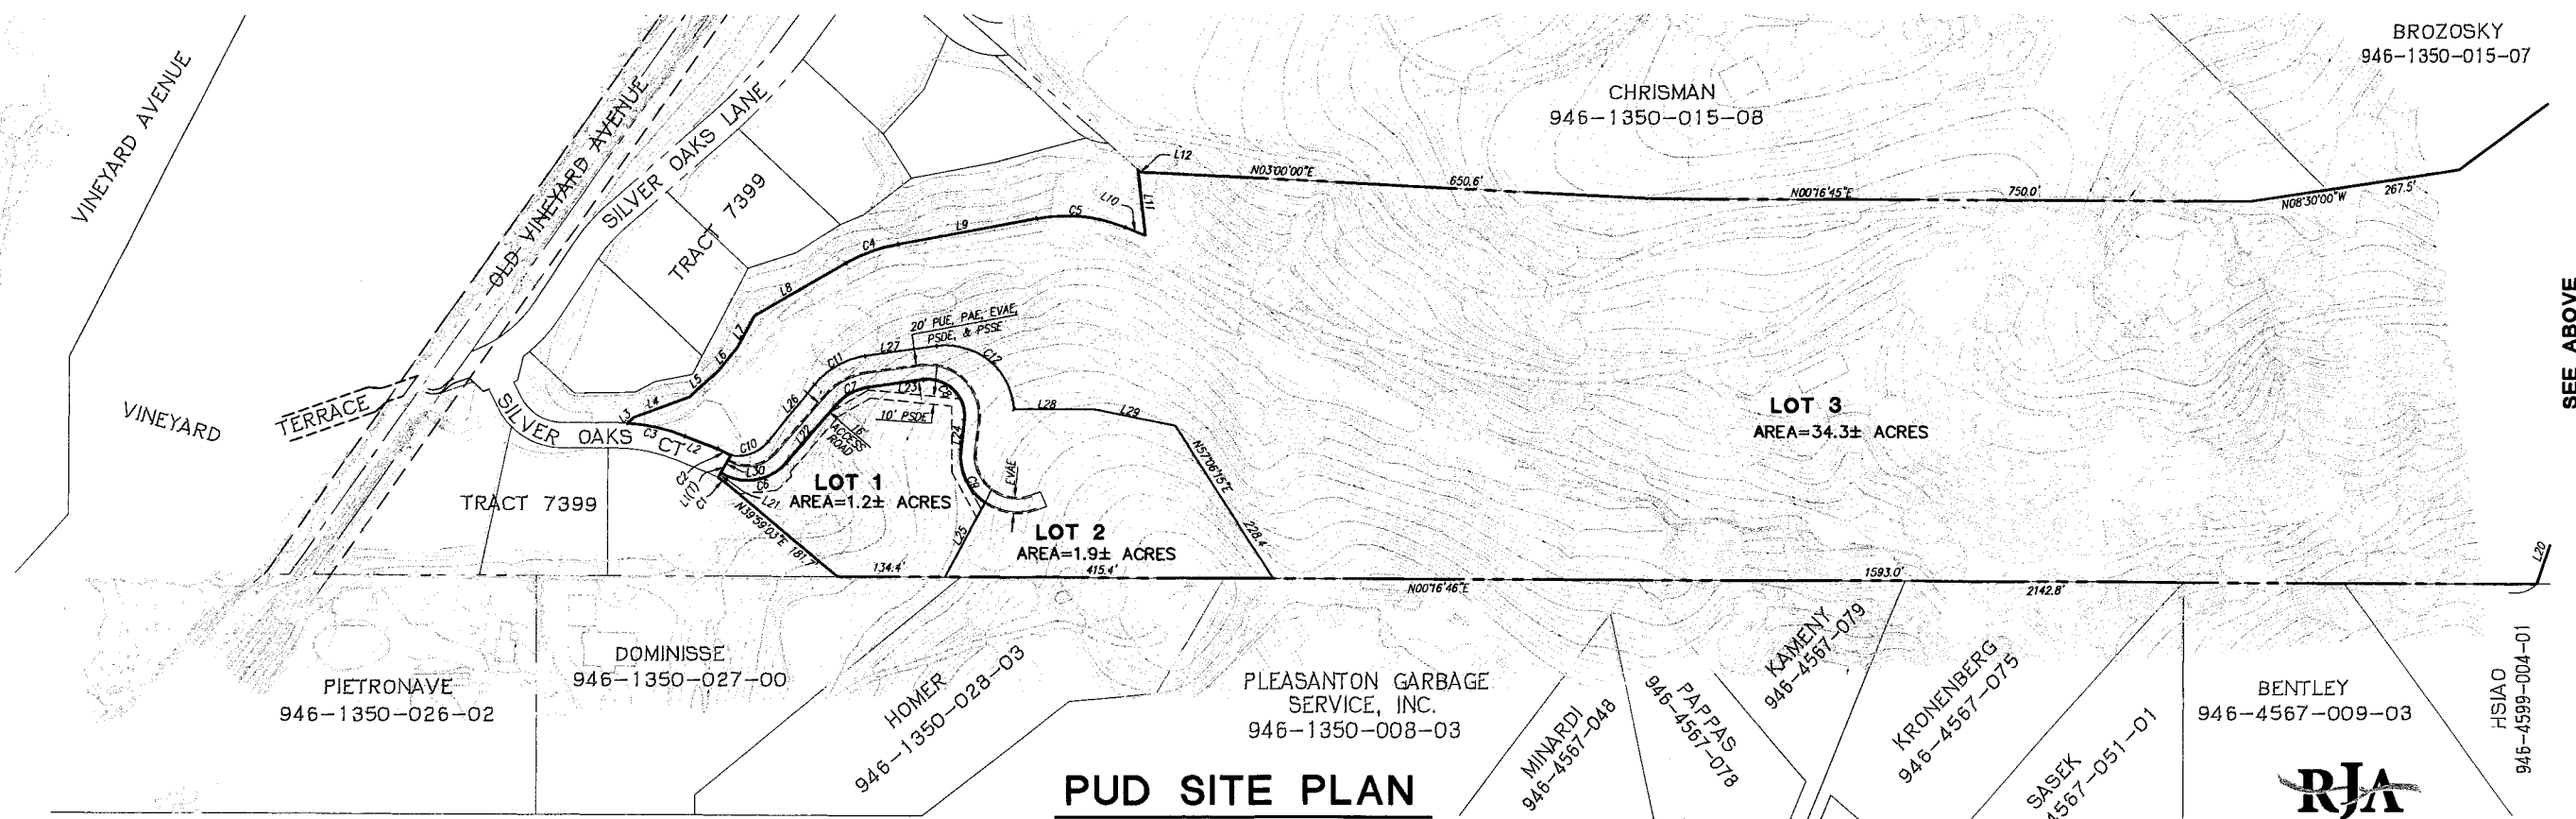 VINEYARD AVENUE
OLD VINEYARD AVENUE
SILVER OAKS LANE
TRACT 7399
CHRISMAN
946-1350-015-08
BROZOSKY
946-1350-015-07
L12
N03°00'00"E
650.6'
N00°16'45"E
750.0'
N08°30'00"W
267.5'
L10
L11
C5
L9
C4
L8
L7
L6
L5
L4
L3
C3
L2
20' PUE, PAE, EVAE,
PSDE, & PSSE
C11
L27
C12
L26
C7
L23
C8
10' PSDE
L28
L29
L22
16'
ACCESS
ROAD
L24
C10
L30
C6
L21
L1(T)
VINEYARD
TERRACE
SILVER OAKS CT
TRACT 7399
LOT 1
AREA=1.2± ACRES
N39°59'03"E 181.7'
EVAE
C9
L25
LOT 2
AREA=1.9± ACRES
N57°06'15"E
228.4'
LOT 3
AREA=34.3± ACRES
SEE ABOVE
L20
134.4'
415.4'
N00°16'46"E
1593.0'
2142.8'
PIETRONAVE
946-1350-026-02
DOMINISSE
946-1350-027-00
HOMER
946-1350-028-03
PLEASANTON GARBAGE
SERVICE, INC.
946-1350-008-03
MINARDI
946-4567-048
PAPPAS
946-4567-078
KAMENY
946-4567-079
KRONENBERG
946-4567-075
SASEK
4567-051-01
BENTLEY
946-4567-009-03
HSIAO
946-4599-004-01
PUD SITE PLAN
RJA